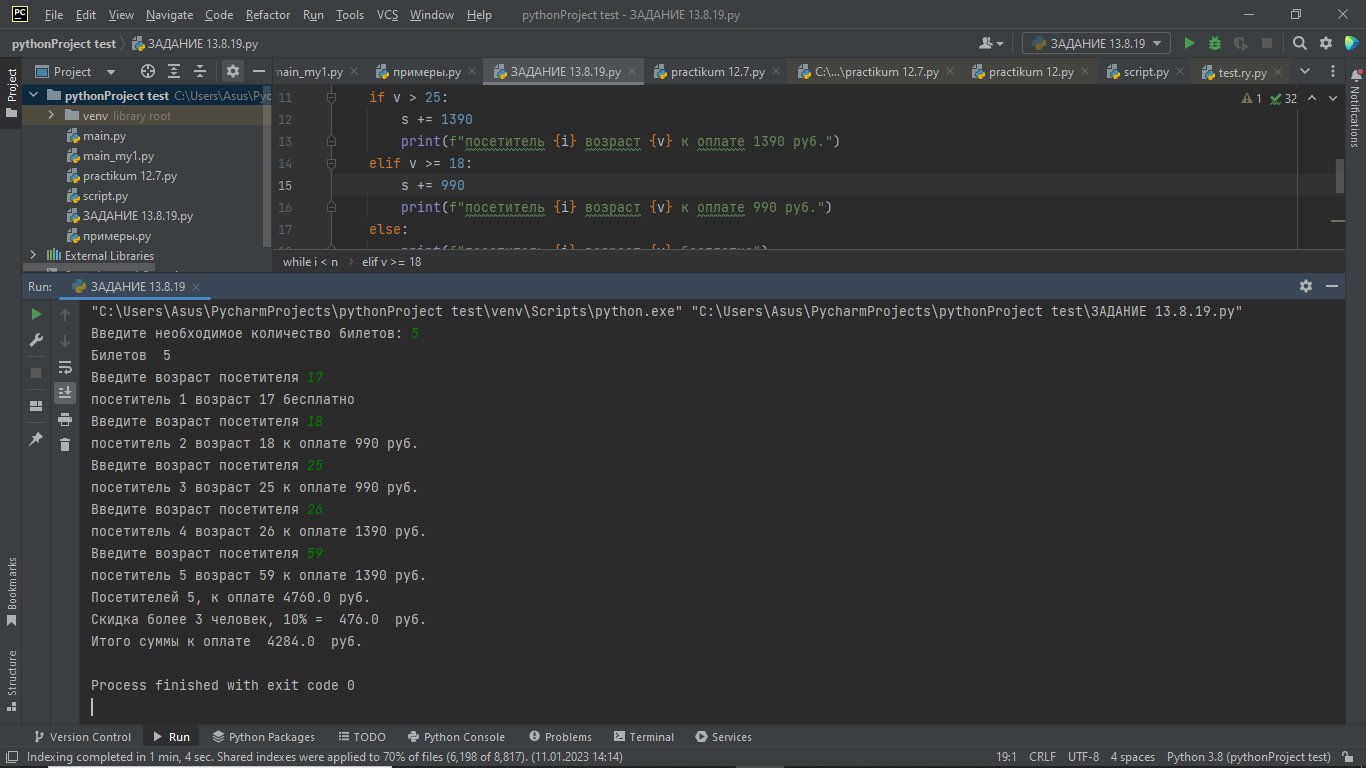 PC File Edit View Navigate Code Refactor Run Tools VCS Window Help pythonProject test - ЗАДАНИЕ 13.8.19.py
pythonProject test ЗАДАНИЕ 13.8.19.py ЗАДАНИЕ 13.8.19
Project Project main_my1.py примеры.py ЗАДАНИЕ 13.8.19.py practikum 12.7.py C:\...\practikum 12.7.py practikum 12.py script.py test.ry.py Notifications
pythonProject test C:\Users\Asus\Pyc
venv library root
main.py
main_my1.py
practikum 12.7.py
script.py
ЗАДАНИЕ 13.8.19.py
примеры.py
External Libraries
11 if v > 25: 1 32
12 s += 1390
13 print(f"посетитель {i} возраст {v} к оплате 1390 руб.")
14 elif v >= 18:
15 s += 990
16 print(f"посетитель {i} возраст {v} к оплате 990 руб.")
17 else:
18 print(f"посетитель {i} возраст {v} бесплатно")
while i < n elif v >= 18
Run: ЗАДАНИЕ 13.8.19
"C:\Users\Asus\PycharmProjects\pythonProject test\venv\Scripts\python.exe" "C:\Users\Asus\PycharmProjects\pythonProject test\ЗАДАНИЕ 13.8.19.py"
Введите необходимое количество билетов: 5
Билетов  5
Введите возраст посетителя 17
посетитель 1 возраст 17 бесплатно
Введите возраст посетителя 18
посетитель 2 возраст 18 к оплате 990 руб.
Введите возраст посетителя 25
посетитель 3 возраст 25 к оплате 990 руб.
Введите возраст посетителя 26
посетитель 4 возраст 26 к оплате 1390 руб.
Введите возраст посетителя 59
посетитель 5 возраст 59 к оплате 1390 руб.
Посетителей 5, к оплате 4760.0 руб.
Скидка более 3 человек, 10% =  476.0  руб.
Итого суммы к оплате  4284.0  руб.
Process finished with exit code 0
Bookmarks
Structure
Version Control Run Python Packages TODO Python Console Problems Terminal Services
Indexing completed in 1 min, 4 sec. Shared indexes were applied to 70% of files (6,198 of 8,817). (11.01.2023 14:14) 19:1 CRLF UTF-8 4 spaces Python 3.8 (pythonProject test)